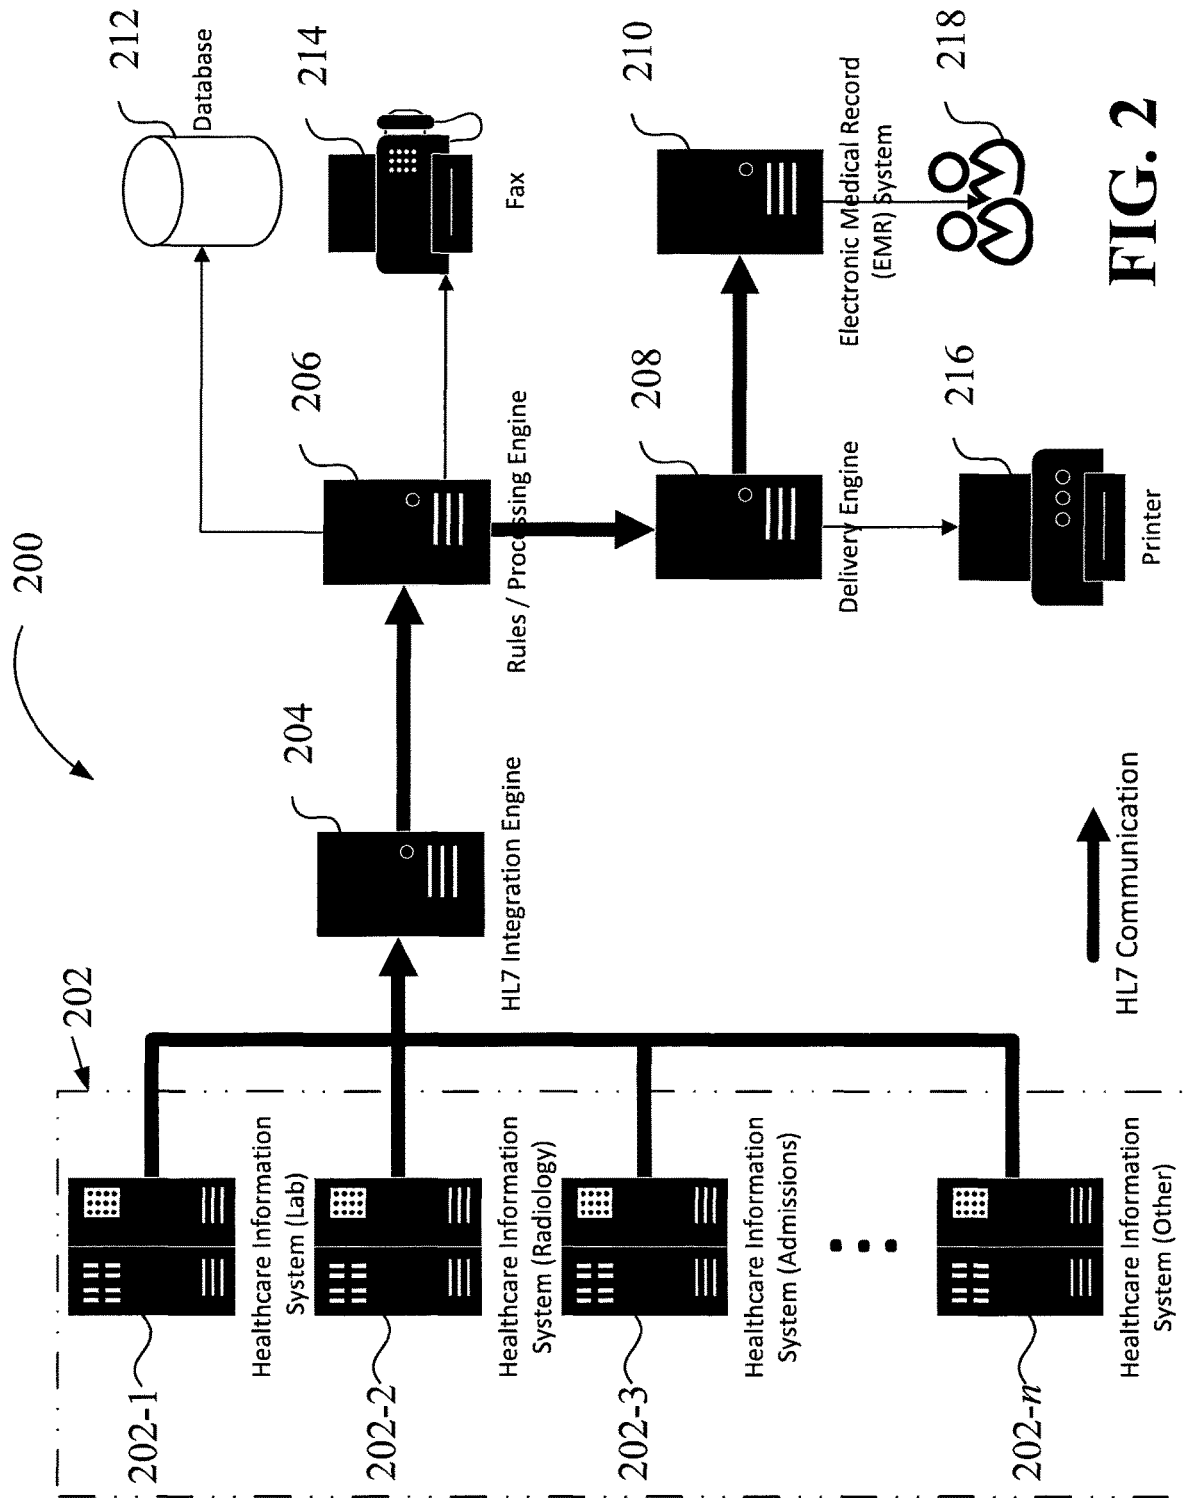 200
202
202-1
Healthcare Information
System (Lab)
202-2
Healthcare Information
System (Radiology)
202-3
Healthcare Information
System (Admissions)
202-n
Healthcare Information
System (Other)
204
HL7 Integration Engine
206
Rules / Processing Engine
212
Database
214
Fax
208
Delivery Engine
210
Electronic Medical Record
(EMR) System
216
Printer
218
HL7 Communication
FIG. 2